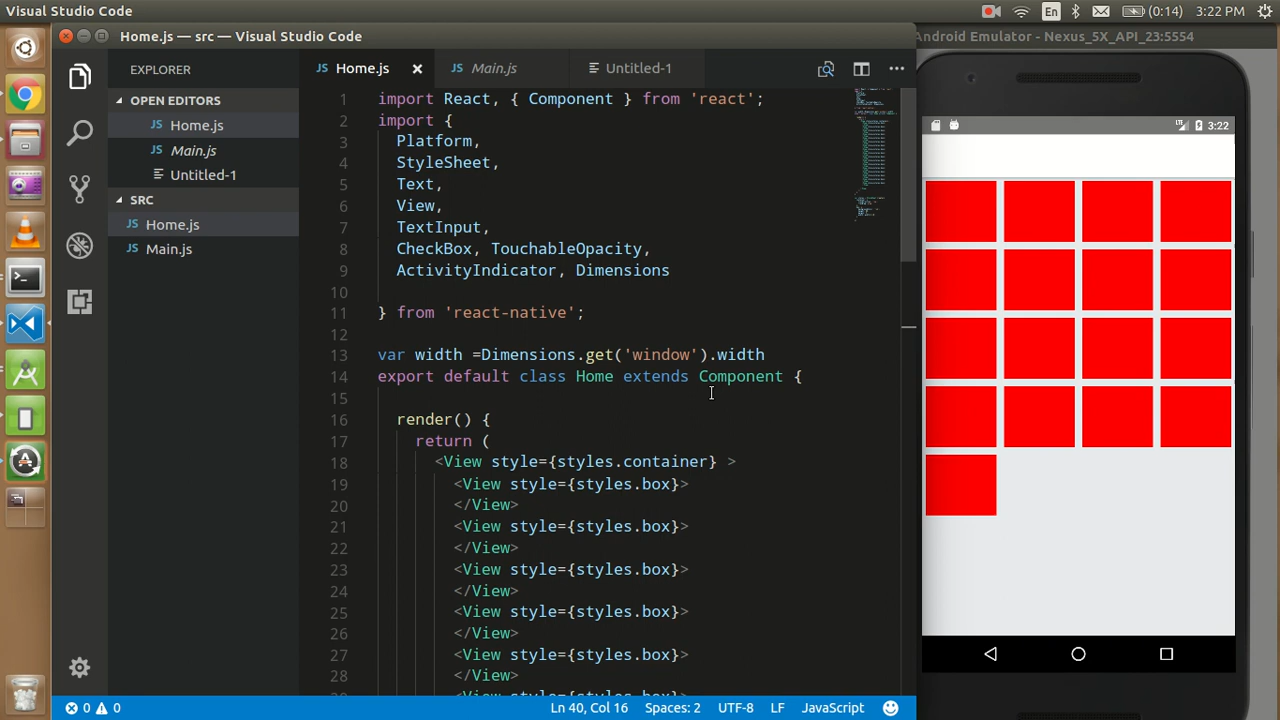 Visual Studio Code
En
(0:14)
3:22 PM
Home.js — src — Visual Studio Code
Android Emulator - Nexus_5X_API_23:5554
EXPLORER
OPEN EDITORS
JS Home.js
JS Main.js
Untitled-1
SRC
JS Home.js
JS Main.js
JS Home.js
JS Main.js
Untitled-1
1 import React, { Component } from 'react';
2 import {
3 Platform,
4 StyleSheet,
5 Text,
6 View,
7 TextInput,
8 CheckBox, TouchableOpacity,
9 ActivityIndicator, Dimensions
10
11 } from 'react-native';
12
13 var width =Dimensions.get('window').width
14 export default class Home extends Component {
15
16 render() {
17 return (
18 <View style={styles.container} >
19 <View style={styles.box}>
20 </View>
21 <View style={styles.box}>
22 </View>
23 <View style={styles.box}>
24 </View>
25 <View style={styles.box}>
26 </View>
27 <View style={styles.box}>
28 </View>
LTE
3:22
0
0
Ln 40, Col 16
Spaces: 2
UTF-8
LF
JavaScript